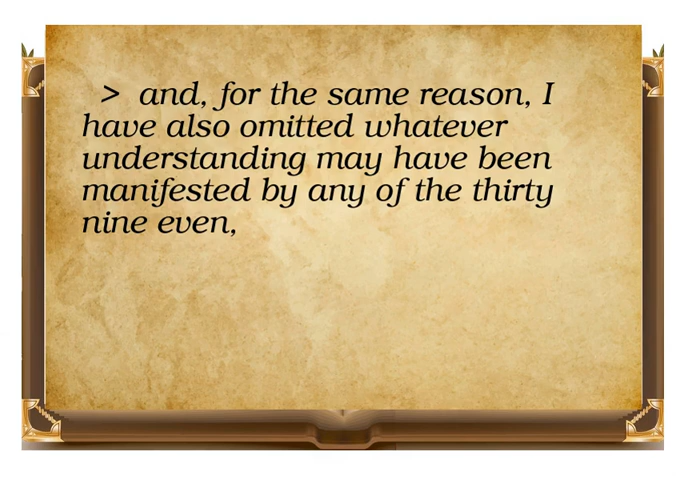 > and, for the same reason, I
have also omitted whatever
understanding may have been
manifested by any of the thirty
nine even,